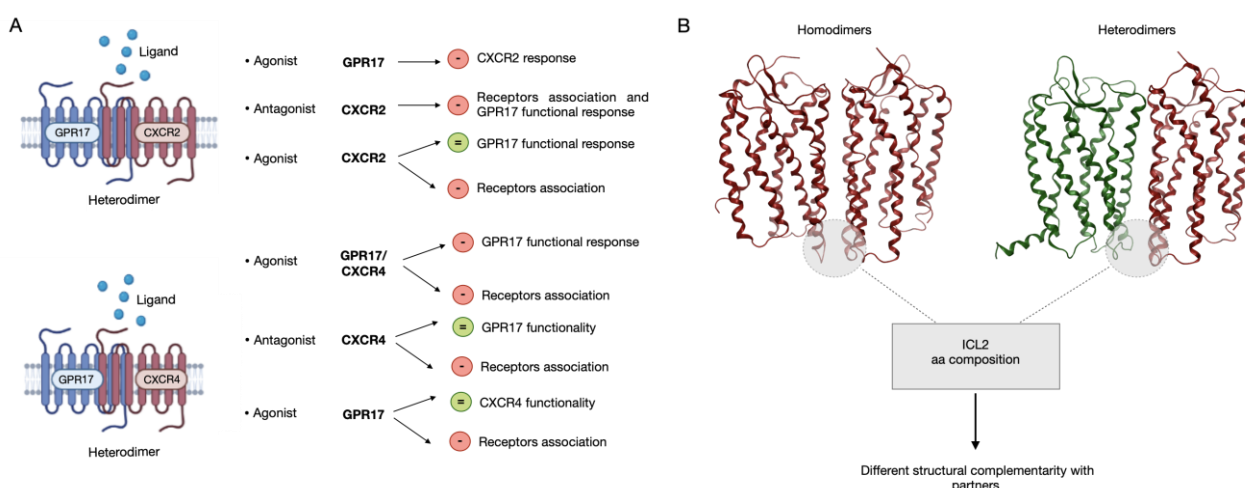 A
Ligand
GPR17
CXCR2
Heterodimer
• Agonist GPR17 - CXCR2 response
• Antagonist CXCR2 - Receptors association and
GPR17 functional response
• Agonist CXCR2 = GPR17 functional response
- Receptors association
Ligand
GPR17
CXCR4
Heterodimer
• Agonist GPR17/
CXCR4
- GPR17 functional response
- Receptors association
• Antagonist CXCR4 = GPR17 functionality
- Receptors association
• Agonist GPR17 = CXCR4 functionality
- Receptors association
B
Homodimers
Heterodimers
ICL2
aa composition
Different structural complementarity with
partners